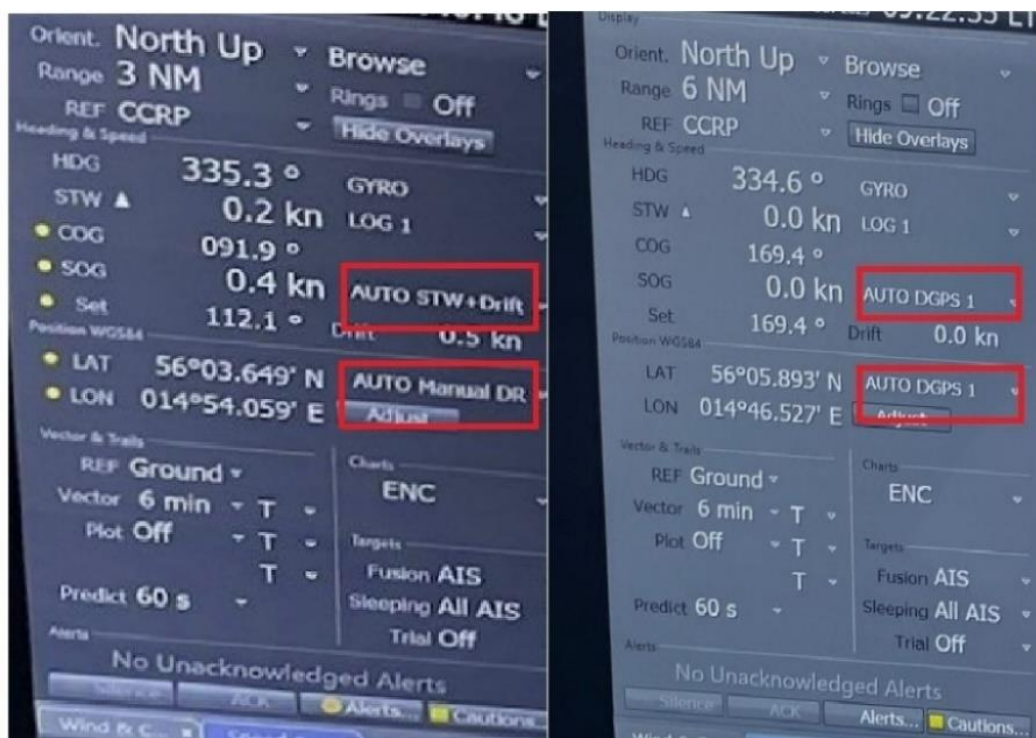 Orient. North Up Browse
Range 3 NM Rings Off
REF CCRP Hide Overlays
Heading & Speed
HDG 335.3 ° GYRO
STW 0.2 kn LOG 1
COG 091.9 °
SOG 0.4 kn AUTO STW+Drift
Set 112.1 ° Drift 0.5 kn
Position WGS84
LAT 56°03.649' N AUTO Manual DR
LON 014°54.059' E Adjust
Vector & Trails
REF Ground Charts
Vector 6 min T ENC
Plot Off T Targets
T Fusion AIS
Predict 60 s Sleeping All AIS
Trial Off
Alerts
No Unacknowledged Alerts
Silence ACK Alerts... Cautions...
Wind & C...
Display
Orient. North Up Browse
Range 6 NM Rings Off
REF CCRP Hide Overlays
Heading & Speed
HDG 334.6 ° GYRO
STW 0.0 kn LOG 1
COG 169.4 °
SOG 0.0 kn AUTO DGPS 1
Set 169.4 ° Drift 0.0 kn
Position WGS84
LAT 56°05.893' N AUTO DGPS 1
LON 014°46.527' E Adjust
Vector & Trails
REF Ground Charts
Vector 6 min T ENC
Plot Off T Targets
T Fusion AIS
Predict 60 s Sleeping All AIS
Trial Off
Alerts
No Unacknowledged Alerts
Silence ACK Alerts... Cautions...